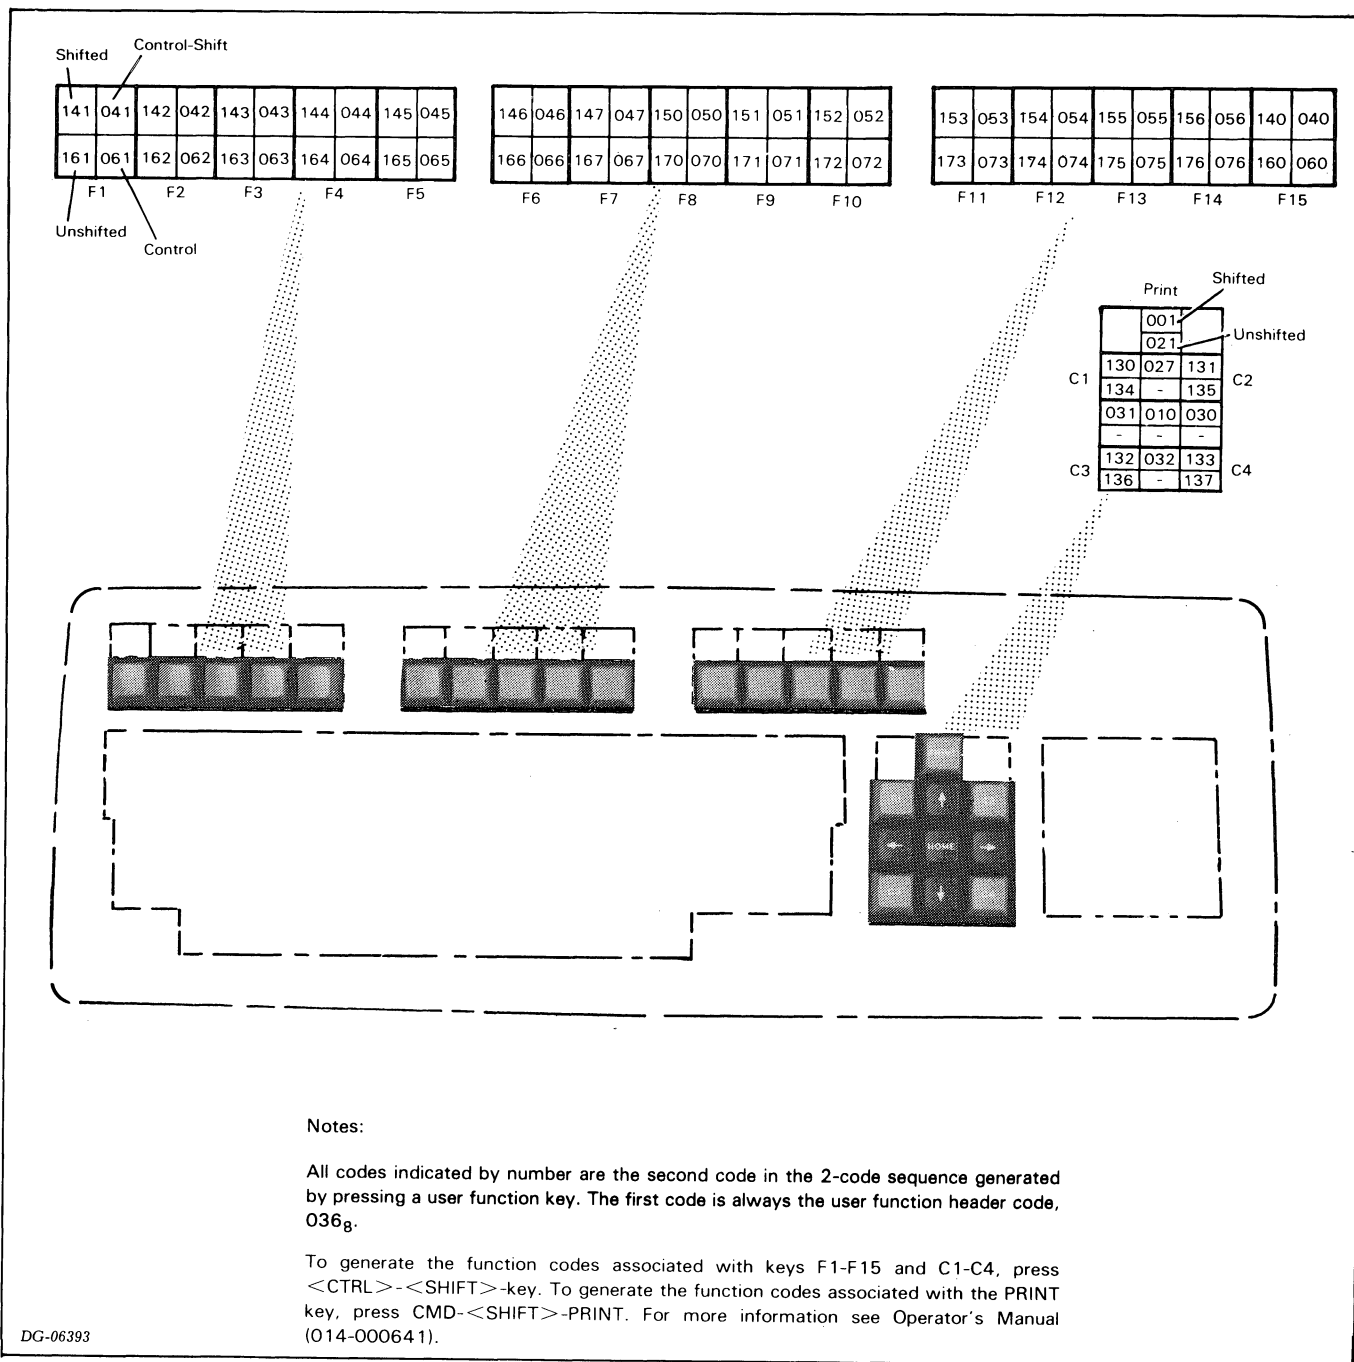 Shifted Control-Shift
141 041 142 042 143 043 144 044 145 045 146 046 147 047 150 050 151 051 152 052 153 053 154 054 155 055 156 056 140 040
161 061 162 062 163 063 164 064 165 065 166 066 167 067 170 070 171 071 172 072 173 073 174 074 175 075 176 076 160 060
F1 F2 F3 F4 F5 F6 F7 F8 F9 F10 F11 F12 F13 F14 F15
Unshifted Control
Print Shifted
001
021 Unshifted
C1 130 027 131 C2
134 - 135
031 010 030
- - -
C3 132 032 133 C4
136 - 137
HOME
Notes:
All codes indicated by number are the second code in the 2-code sequence generated
by pressing a user function key. The first code is always the user function header code,
036₈.
To generate the function codes associated with keys F1-F15 and C1-C4, press
<CTRL>-<SHIFT>-key. To generate the function codes associated with the PRINT
key, press CMD-<SHIFT>-PRINT. For more information see Operator's Manual
(014-000641).
DG-06393